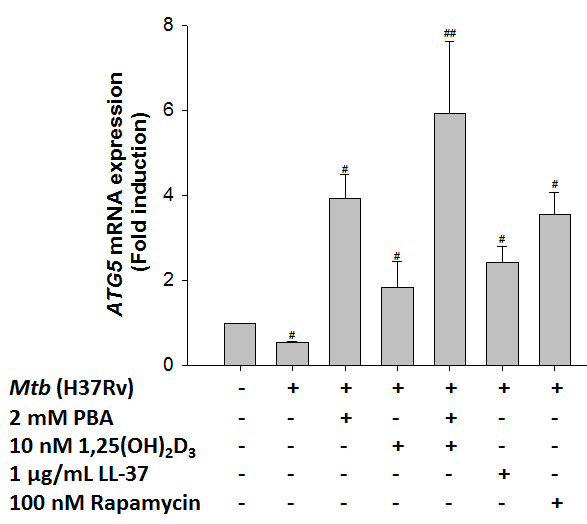 ATG5 mRNA expression
(Fold induction)
8
6
4
2
0
#
#
#
##
#
#
Mtb (H37Rv) - + + + + + +
2 mM PBA - - + - + - -
10 nM 1,25(OH)₂D₃ - - - + + - -
1 µg/mL LL-37 - - - - - + -
100 nM Rapamycin - - - - - - +